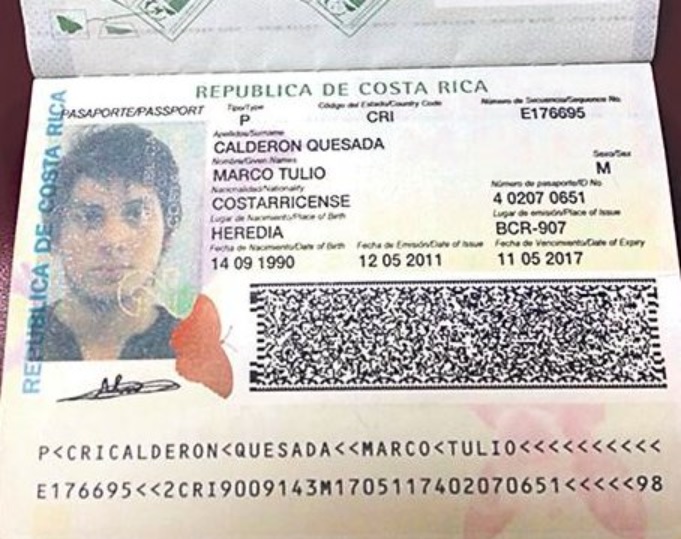 REPUBLICA DE COSTA RICA
REPUBLICA DE COSTA RICA
PASAPORTE/PASSPORT
Tipo/Type
Código del Estado/Country Code
Número de Secuencia/Sequence No.
P
CRI
E176695
Apellidos/Surname
CALDERON QUESADA
Nombre/Given Names
Sexo/Sex
MARCO TULIO
M
Nacionalidad/Nationality
Número de pasaporte/ID No.
COSTARRICENSE
4 0207 0651
Lugar de Nacimiento/Place of Birth
Lugar de emisión/Place of Issue
HEREDIA
BCR-907
Fecha de Nacimiento/Date of Birth
Fecha de Emisión/Date of Issue
Fecha de Vencimiento/Date of Expiry
14 09 1990
12 05 2011
11 05 2017
P<CRICALDERON<QUESADA<<MARCO<TULIO<<<<<<<<<<
E176695<<2CRI9009143M1705117402070651<<<<<98